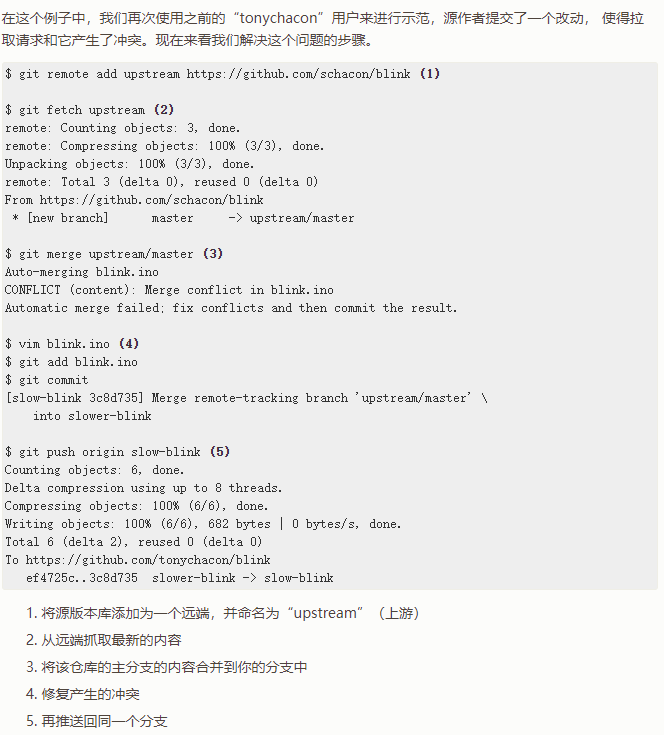 在这个例子中，我们再次使用之前的“tonychacon”用户来进行示范，源作者提交了一个改动， 使得拉
取请求和它产生了冲突。现在来看我们解决这个问题的步骤。
$ git remote add upstream https://github.com/schacon/blink (1)
$ git fetch upstream (2)
remote: Counting objects: 3, done.
remote: Compressing objects: 100% (3/3), done.
Unpacking objects: 100% (3/3), done.
remote: Total 3 (delta 0), reused 0 (delta 0)
From https://github.com/schacon/blink
 * [new branch]      master     -> upstream/master
$ git merge upstream/master (3)
Auto-merging blink.ino
CONFLICT (content): Merge conflict in blink.ino
Automatic merge failed; fix conflicts and then commit the result.
$ vim blink.ino (4)
$ git add blink.ino
$ git commit
[slow-blink 3c8d735] Merge remote-tracking branch 'upstream/master' \
    into slower-blink
$ git push origin slow-blink (5)
Counting objects: 6, done.
Delta compression using up to 8 threads.
Compressing objects: 100% (6/6), done.
Writing objects: 100% (6/6), 682 bytes | 0 bytes/s, done.
Total 6 (delta 2), reused 0 (delta 0)
To https://github.com/tonychacon/blink
   ef4725c..3c8d735  slower-blink -> slow-blink
1. 将源版本库添加为一个远端，并命名为“upstream”（上游）
2. 从远端抓取最新的内容
3. 将该仓库的主分支的内容合并到你的分支中
4. 修复产生的冲突
5. 再推送回同一个分支